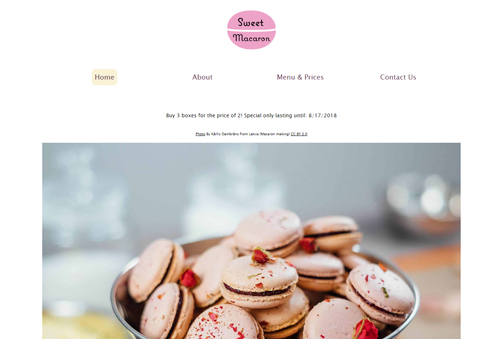 Sweet
Macaron
Home About Menu & Prices Contact Us
Buy 3 boxes for the price of 2! Special only lasting until 8/17/2018
Photo By Kārlis Dambrāns from Latvia (Macaron making) CC BY 2.0